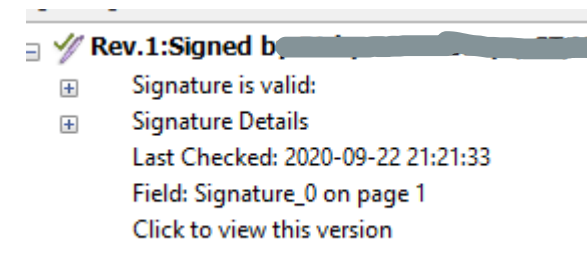 Rev.1:Signed by
Signature is valid:
Signature Details
Last Checked: 2020-09-22 21:21:33
Field: Signature_0 on page 1
Click to view this version